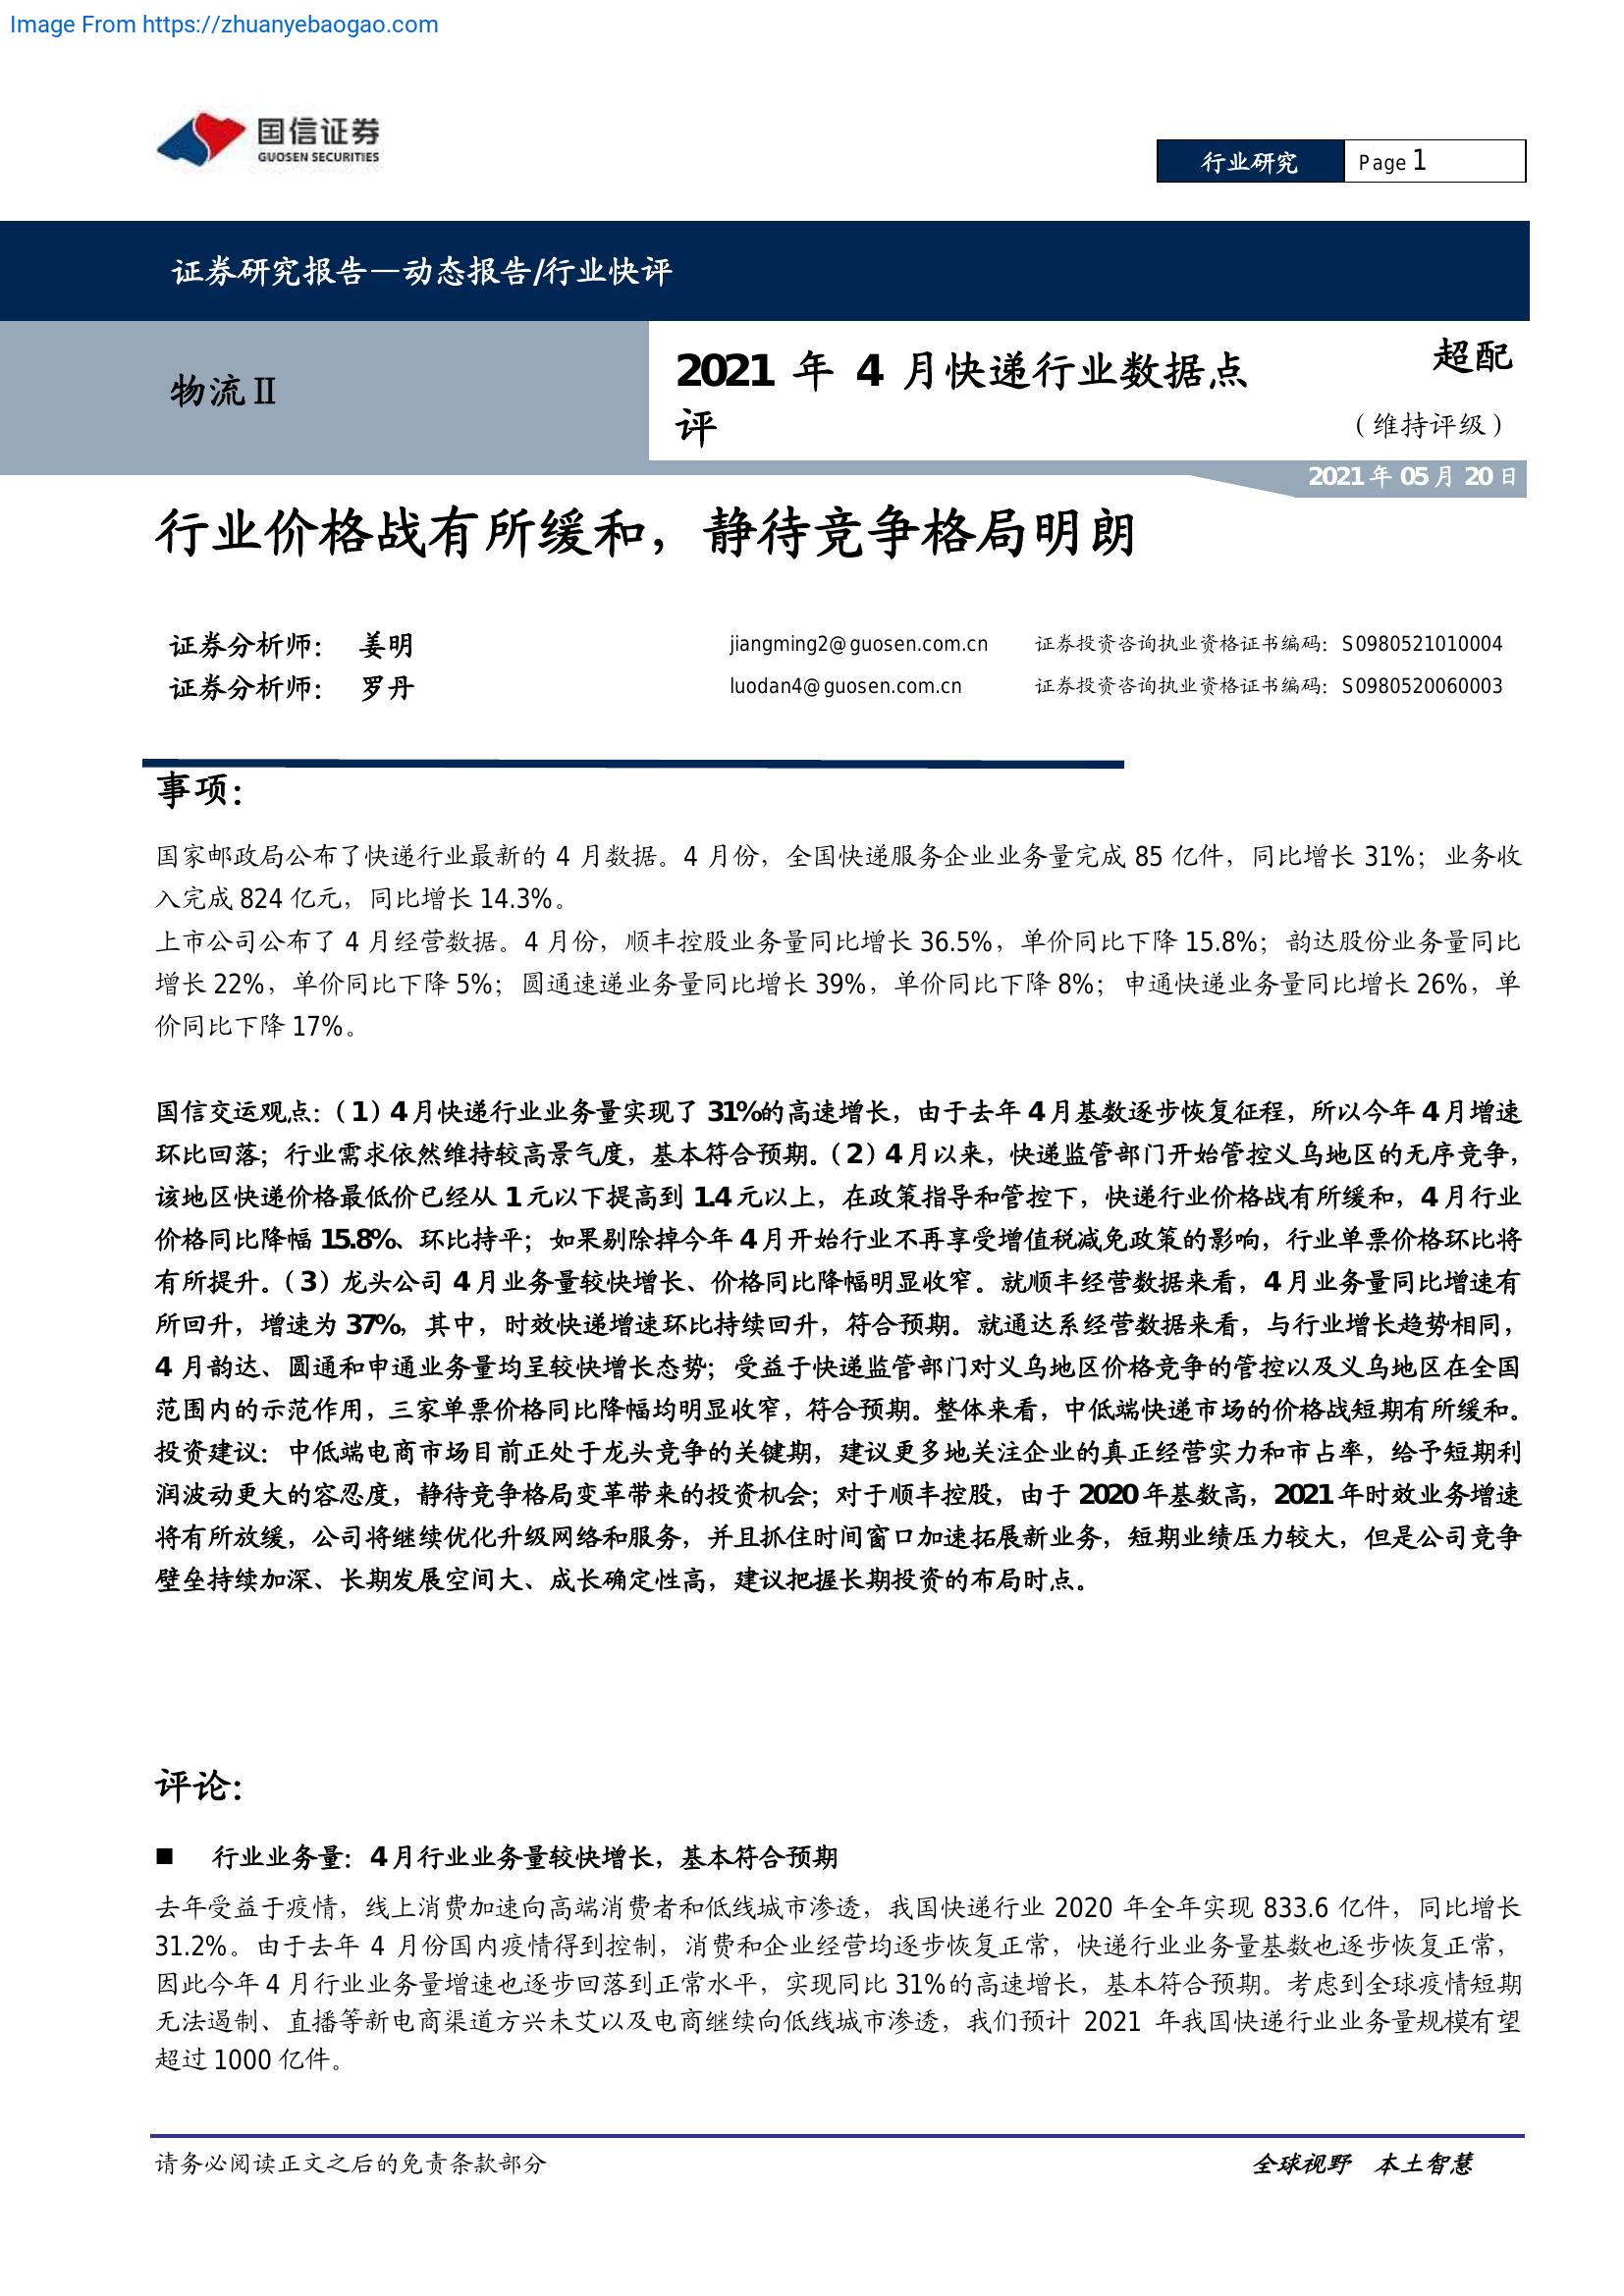 Image From https://zhuanyebaogao.com
国信证券
GUOSEN SECURITIES
行业研究 Page 1
证券研究报告—动态报告/行业快评
物流Ⅱ
2021 年 4 月快递行业数据点
评
超配
（维持评级）
2021 年 05 月 20 日
行业价格战有所缓和，静待竞争格局明朗
证券分析师： 姜明 jiangming2@guosen.com.cn 证券投资咨询执业资格证书编码：S0980521010004
证券分析师： 罗丹 luodan4@guosen.com.cn 证券投资咨询执业资格证书编码：S0980520060003
事项：
国家邮政局公布了快递行业最新的 4 月数据。4 月份，全国快递服务企业业务量完成 85 亿件，同比增长 31%；业务收
入完成 824 亿元，同比增长 14.3%。
上市公司公布了 4 月经营数据。4 月份，顺丰控股业务量同比增长 36.5%，单价同比下降 15.8%；韵达股份业务量同比
增长 22%，单价同比下降 5%；圆通速递业务量同比增长 39%，单价同比下降 8%；申通快递业务量同比增长 26%，单
价同比下降 17%。
国信交运观点：（1）4 月快递行业业务量实现了 31%的高速增长，由于去年 4 月基数逐步恢复征程，所以今年 4 月增速
环比回落；行业需求依然维持较高景气度，基本符合预期。（2）4 月以来，快递监管部门开始管控义乌地区的无序竞争，
该地区快递价格最低价已经从 1 元以下提高到 1.4 元以上，在政策指导和管控下，快递行业价格战有所缓和，4 月行业
价格同比降幅 15.8%、环比持平；如果剔除掉今年 4 月开始行业不再享受增值税减免政策的影响，行业单票价格环比将
有所提升。（3）龙头公司 4 月业务量较快增长、价格同比降幅明显收窄。就顺丰经营数据来看，4 月业务量同比增速有
所回升，增速为 37%，其中，时效快递增速环比持续回升，符合预期。就通达系经营数据来看，与行业增长趋势相同，
4 月韵达、圆通和申通业务量均呈较快增长态势；受益于快递监管部门对义乌地区价格竞争的管控以及义乌地区在全国
范围内的示范作用，三家单票价格同比降幅均明显收窄，符合预期。整体来看，中低端快递市场的价格战短期有所缓和。
投资建议：中低端电商市场目前正处于龙头竞争的关键期，建议更多地关注企业的真正经营实力和市占率，给予短期利
润波动更大的容忍度，静待竞争格局变革带来的投资机会；对于顺丰控股，由于 2020 年基数高，2021 年时效业务增速
将有所放缓，公司将继续优化升级网络和服务，并且抓住时间窗口加速拓展新业务，短期业绩压力较大，但是公司竞争
壁垒持续加深、长期发展空间大、成长确定性高，建议把握长期投资的布局时点。
评论：
■ 行业业务量：4 月行业业务量较快增长，基本符合预期
去年受益于疫情，线上消费加速向高端消费者和低线城市渗透，我国快递行业 2020 年全年实现 833.6 亿件，同比增长
31.2%。由于去年 4 月份国内疫情得到控制，消费和企业经营均逐步恢复正常，快递行业业务量基数也逐步恢复正常，
因此今年 4 月行业业务量增速也逐步回落到正常水平，实现同比 31%的高速增长，基本符合预期。考虑到全球疫情短期
无法遏制、直播等新电商渠道方兴未艾以及电商继续向低线城市渗透，我们预计 2021 年我国快递行业业务量规模有望
超过 1000 亿件。
请务必阅读正文之后的免责条款部分 全球视野 本土智慧